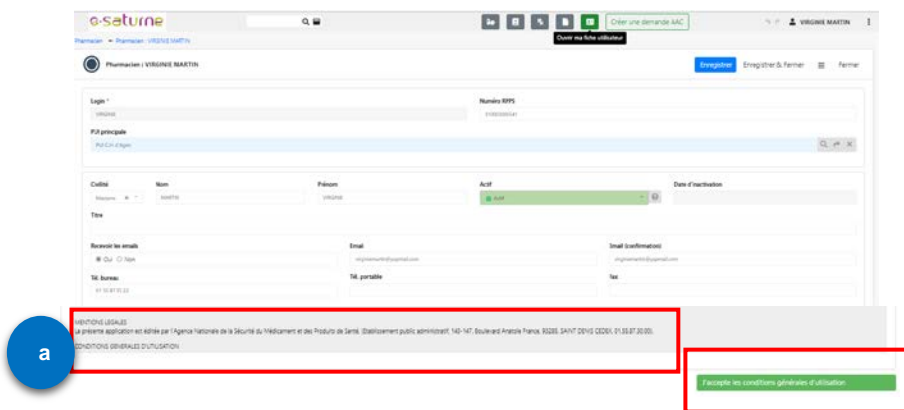 e-saturne
Créer une demande AAC
VIRGINIE MARTIN
Ouvrir ma fiche utilisateur
Pharmacien Pharmacien : VIRGINIE MARTIN
Pharmacien : VIRGINIE MARTIN
Enregistrer Enregistrer & Fermer Fermer
Login * Numéro RPPS
VIRGINIE
PUI principale
PUI C.H. d'Agen
Civilité Nom Prénom Actif Date d'inactivation
Madame MARTIN VIRGINIE Actif
Titre
Recevoir les emails Email Email (confirmation)
Oui Non
Tél. bureau Tél. portable fax
MENTIONS LEGALES
La présente application est éditée par l'Agence Nationale de la Sécurité du Médicament et des Produits de Santé. (Etablissement public administratif, 143-147, Boulevard Anatole France, 93285, SAINT DENIS CEDEX, 01.55.87.30.00).
CONDITIONS GENERALES D'UTILISATION
a
J'accepte les conditions générales d'utilisation